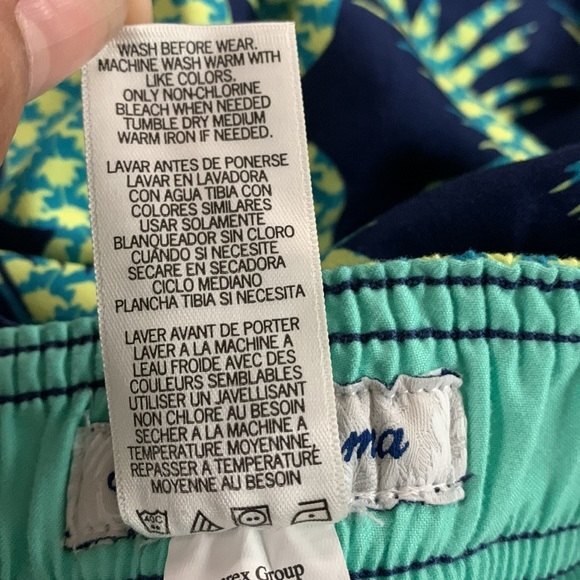 WASH BEFORE WEAR.
MACHINE WASH WARM WITH
LIKE COLORS.
ONLY NON-CHLORINE
BLEACH WHEN NEEDED
TUMBLE DRY MEDIUM
WARM IRON IF NEEDED.
LAVAR ANTES DE PONERSE
LAVAR EN LAVADORA
CON AGUA TIBIA CON
COLORES SIMILARES
USAR SOLAMENTE
BLANQUEADOR SIN CLORO
CUÁNDO SI NECESITE
SECARE EN SECADORA
CICLO MEDIANO
PLANCHA TIBIA SI NECESITA
LAVER AVANT DE PORTER
LAVER A LA MACHINE A
LEAU FROIDE AVEC DES
COULEURS SEMBLABLES
UTILISER UN JAVELLISANT
NON CHLORE AU BESOIN
SECHER A LA MACHINE A
TEMPERATURE MOYENNNE,
REPASSER A TEMPERATURE
MOYENNE AU BESOIN
40C
ma
rex Group